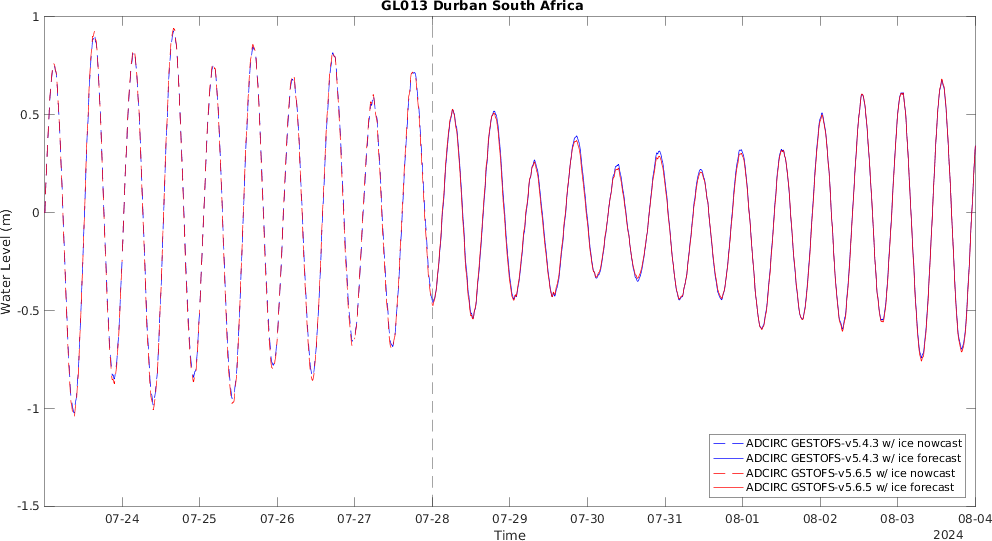 GL013 Durban South Africa
1
0.5
0
-0.5
-1
-1.5
Water Level (m)
ADCIRC GESTOFS-v5.4.3 w/ ice nowcast
ADCIRC GESTOFS-v5.4.3 w/ ice forecast
ADCIRC GSTOFS-v5.6.5 w/ ice nowcast
ADCIRC GSTOFS-v5.6.5 w/ ice forecast
07-24 07-25 07-26 07-27 07-28 07-29 07-30 07-31 08-01 08-02 08-03 08-04
Time
2024